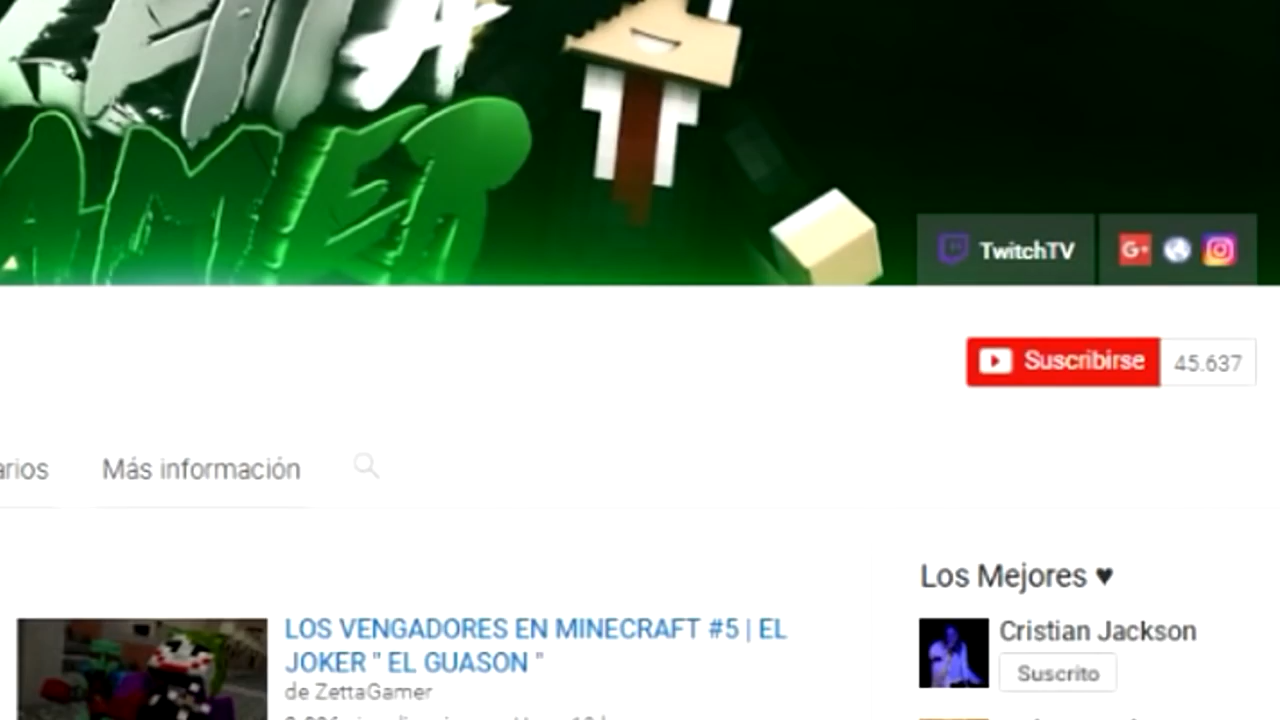 GAMER
TwitchTV
G+
Suscribirse
45.637
Más información
Los Mejores ♥
LOS VENGADORES EN MINECRAFT #5 | EL
JOKER " EL GUASON "
de ZettaGamer
Cristian Jackson
Suscrito